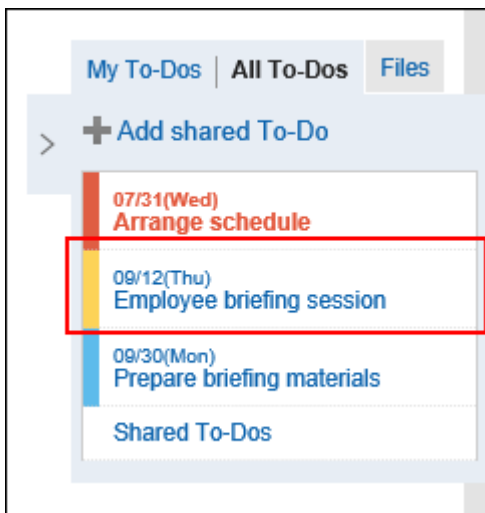 My To-Dos | All To-Dos Files
> + Add shared To-Do
07/31(Wed)
Arrange schedule
09/12(Thu)
Employee briefing session
09/30(Mon)
Prepare briefing materials
Shared To-Dos